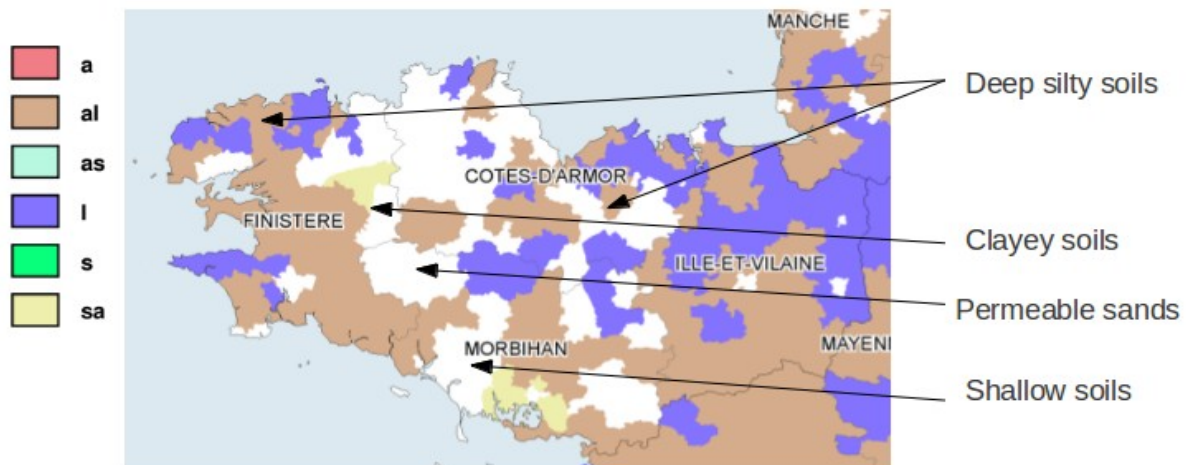 a
al
as
l
s
sa
MANCHE
COTES-D'ARMOR
FINISTERE
ILLE-ET-VILAINE
MORBIHAN
MAYEN
Deep silty soils
Clayey soils
Permeable sands
Shallow soils